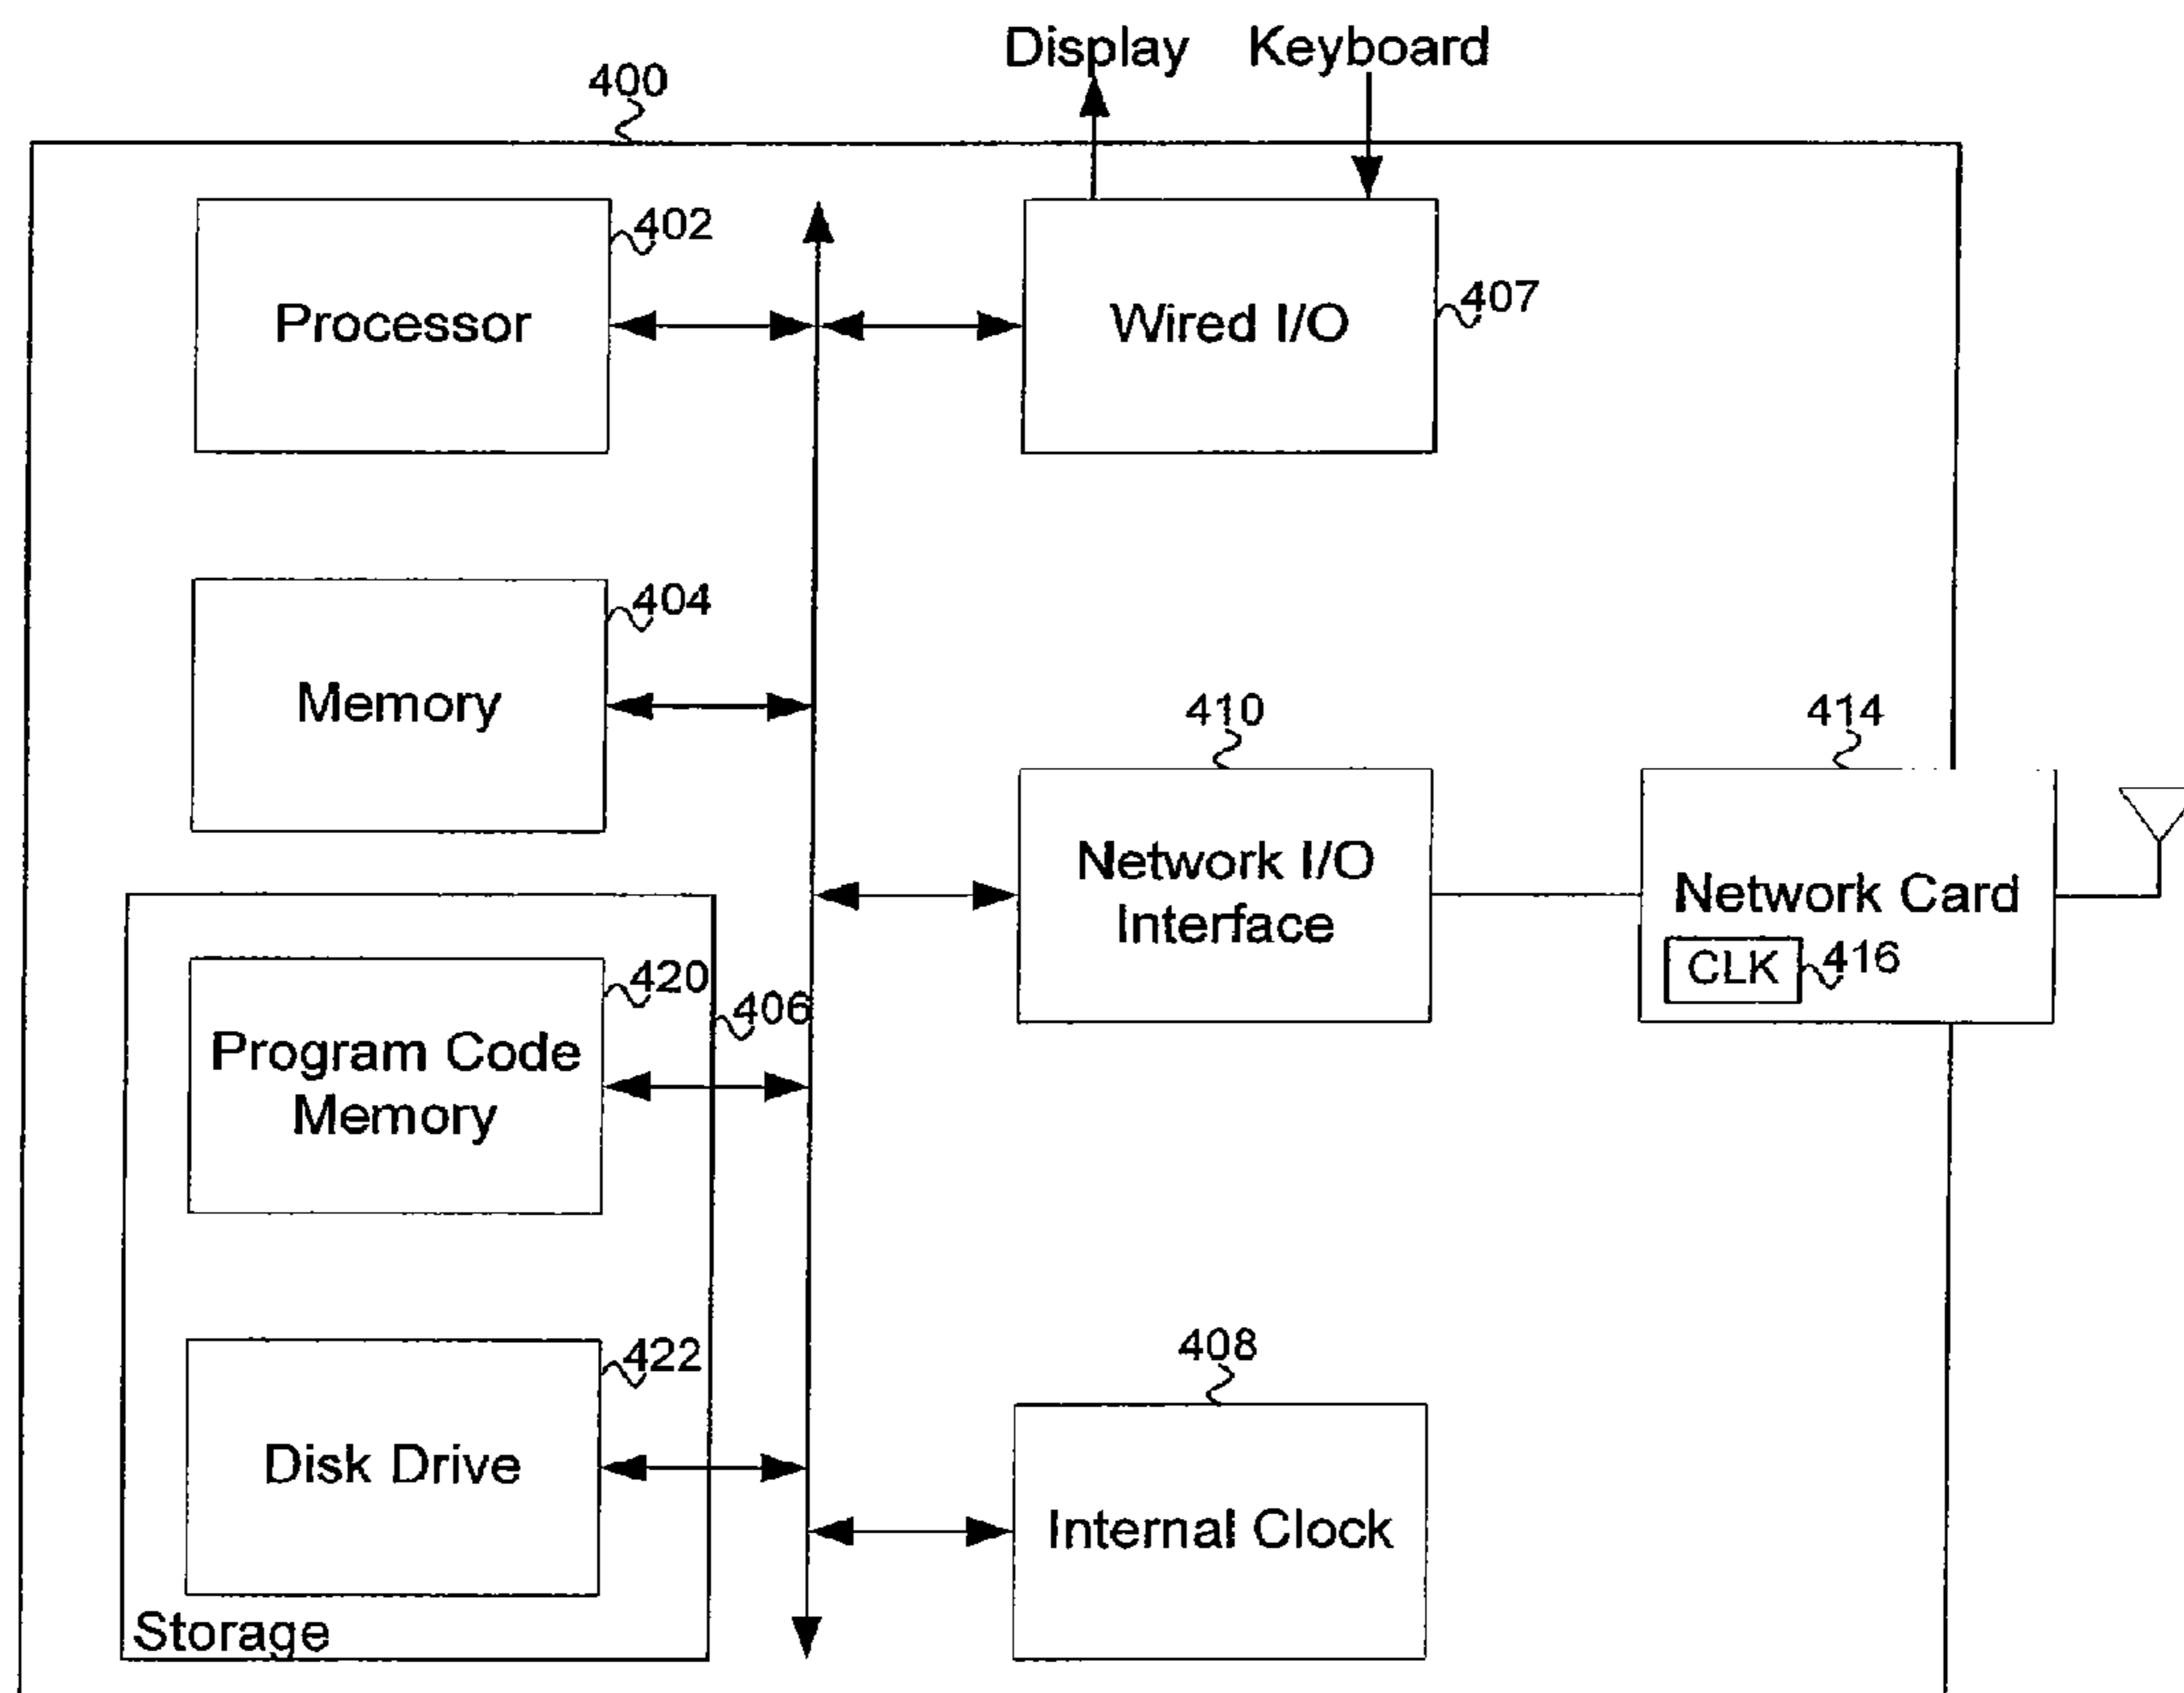 Display Keyboard
400
Processor
402
Wired I/O
407
Memory
404
410
414
Network I/O
Interface
Network Card
CLK
416
Program Code
Memory
420
406
Disk Drive
422
408
Internal Clock
Storage